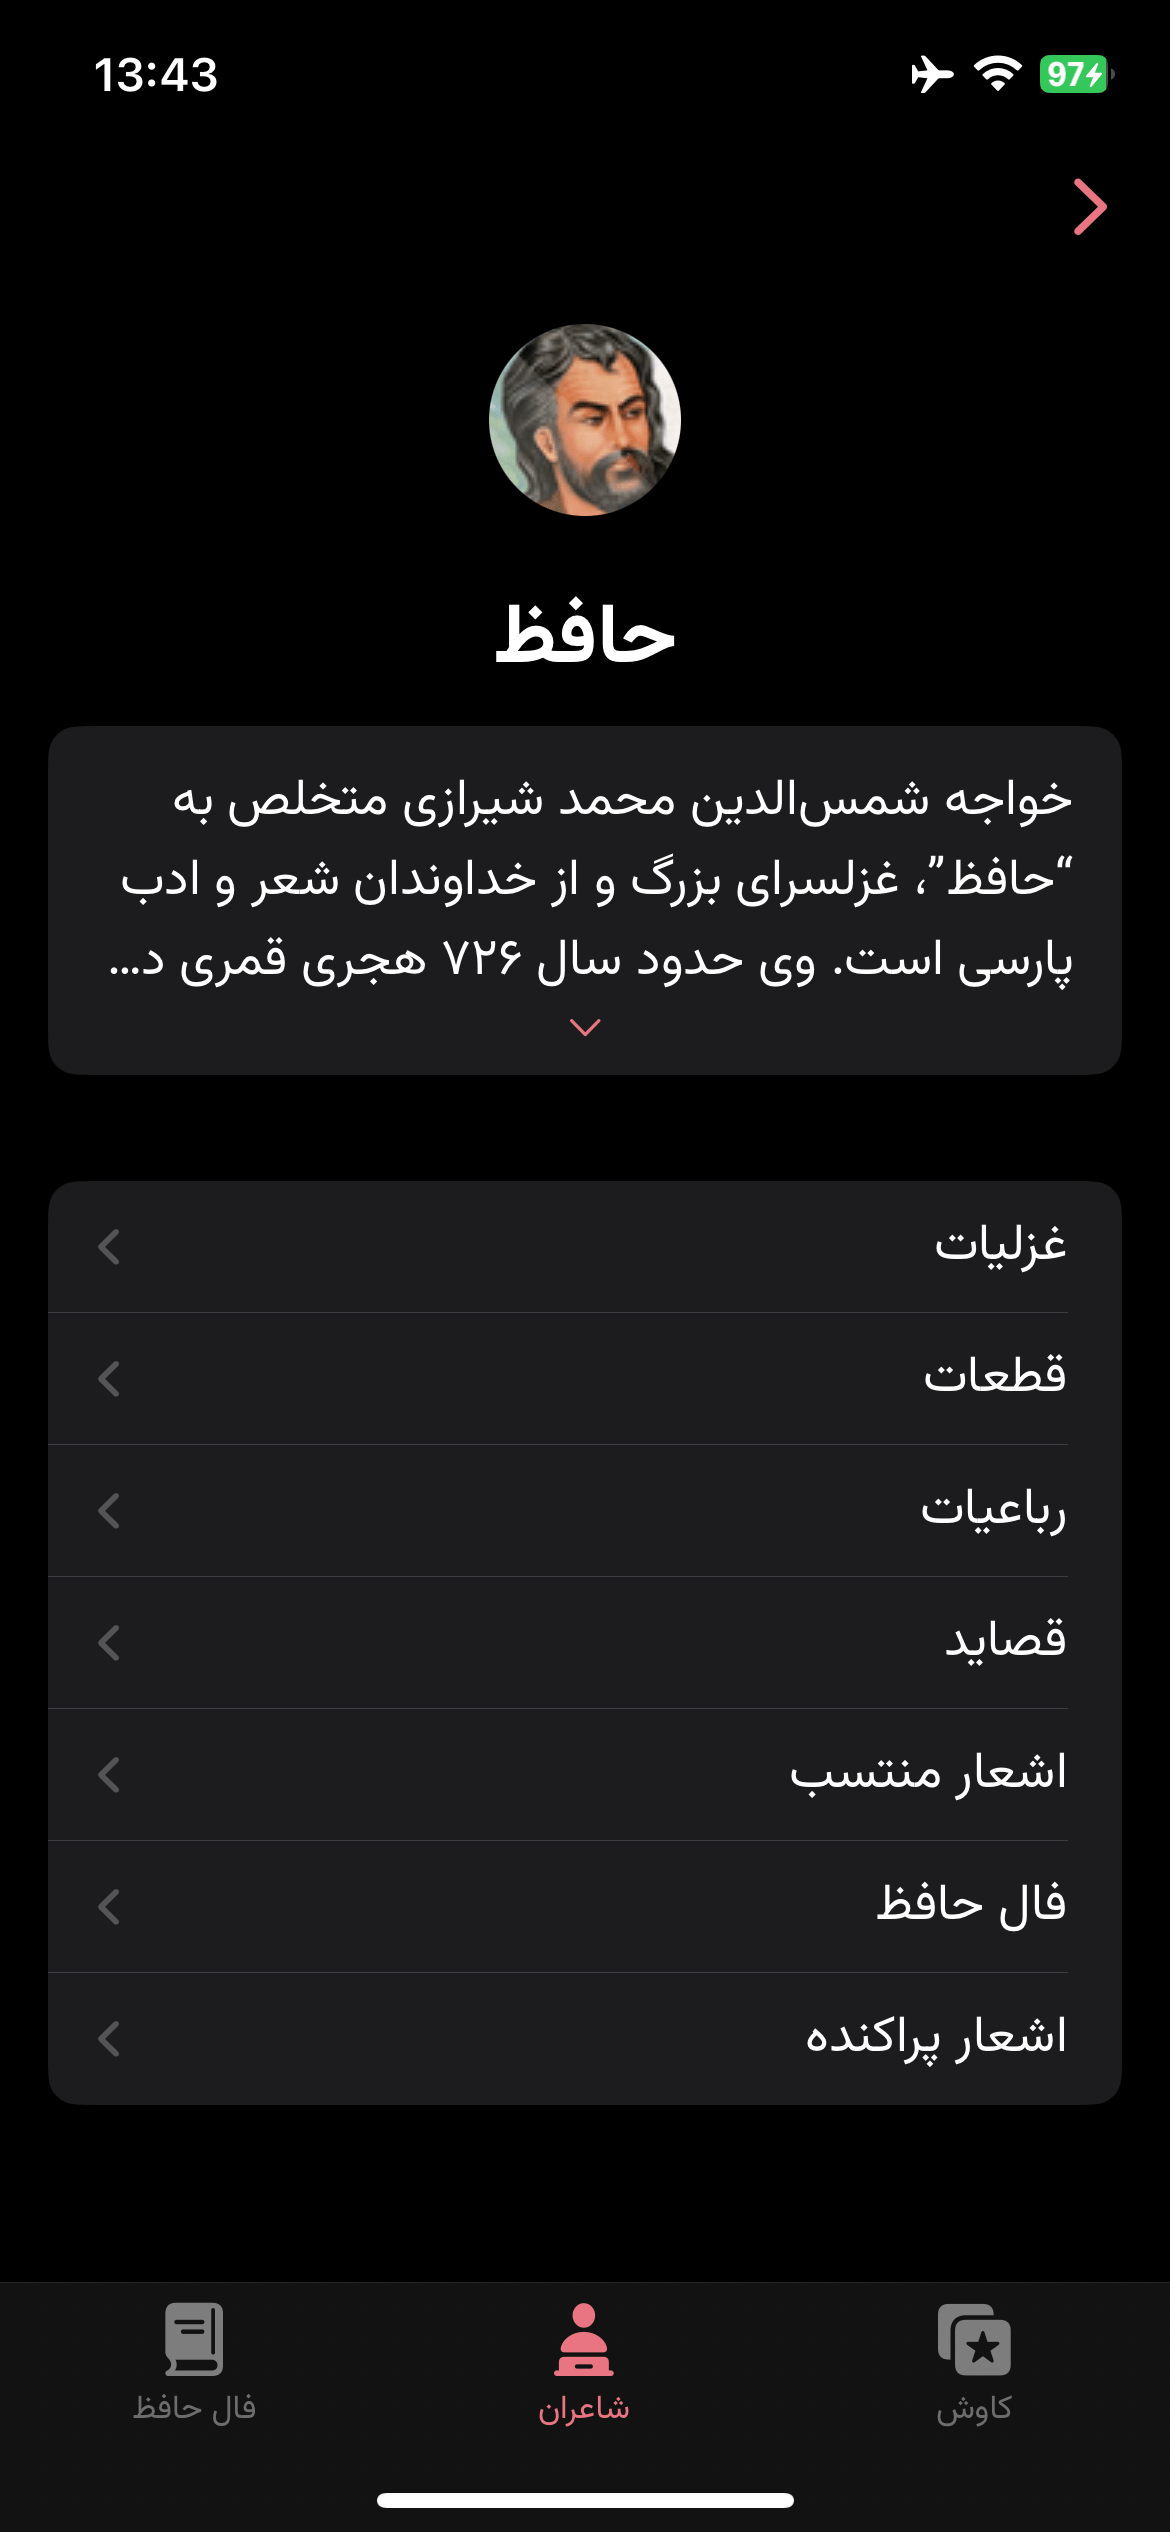 13:43
97
حافظ
خواجه شمس‌الدین محمد شیرازی متخلص به
“حافظ”، غزلسرای بزرگ و از خداوندان شعر و ادب
پارسی است. وی حدود سال ۷۲۶ هجری قمری د...
غزلیات
قطعات
رباعیات
قصاید
اشعار منتسب
فال حافظ
اشعار پراکنده
کاوش
شاعران
فال حافظ